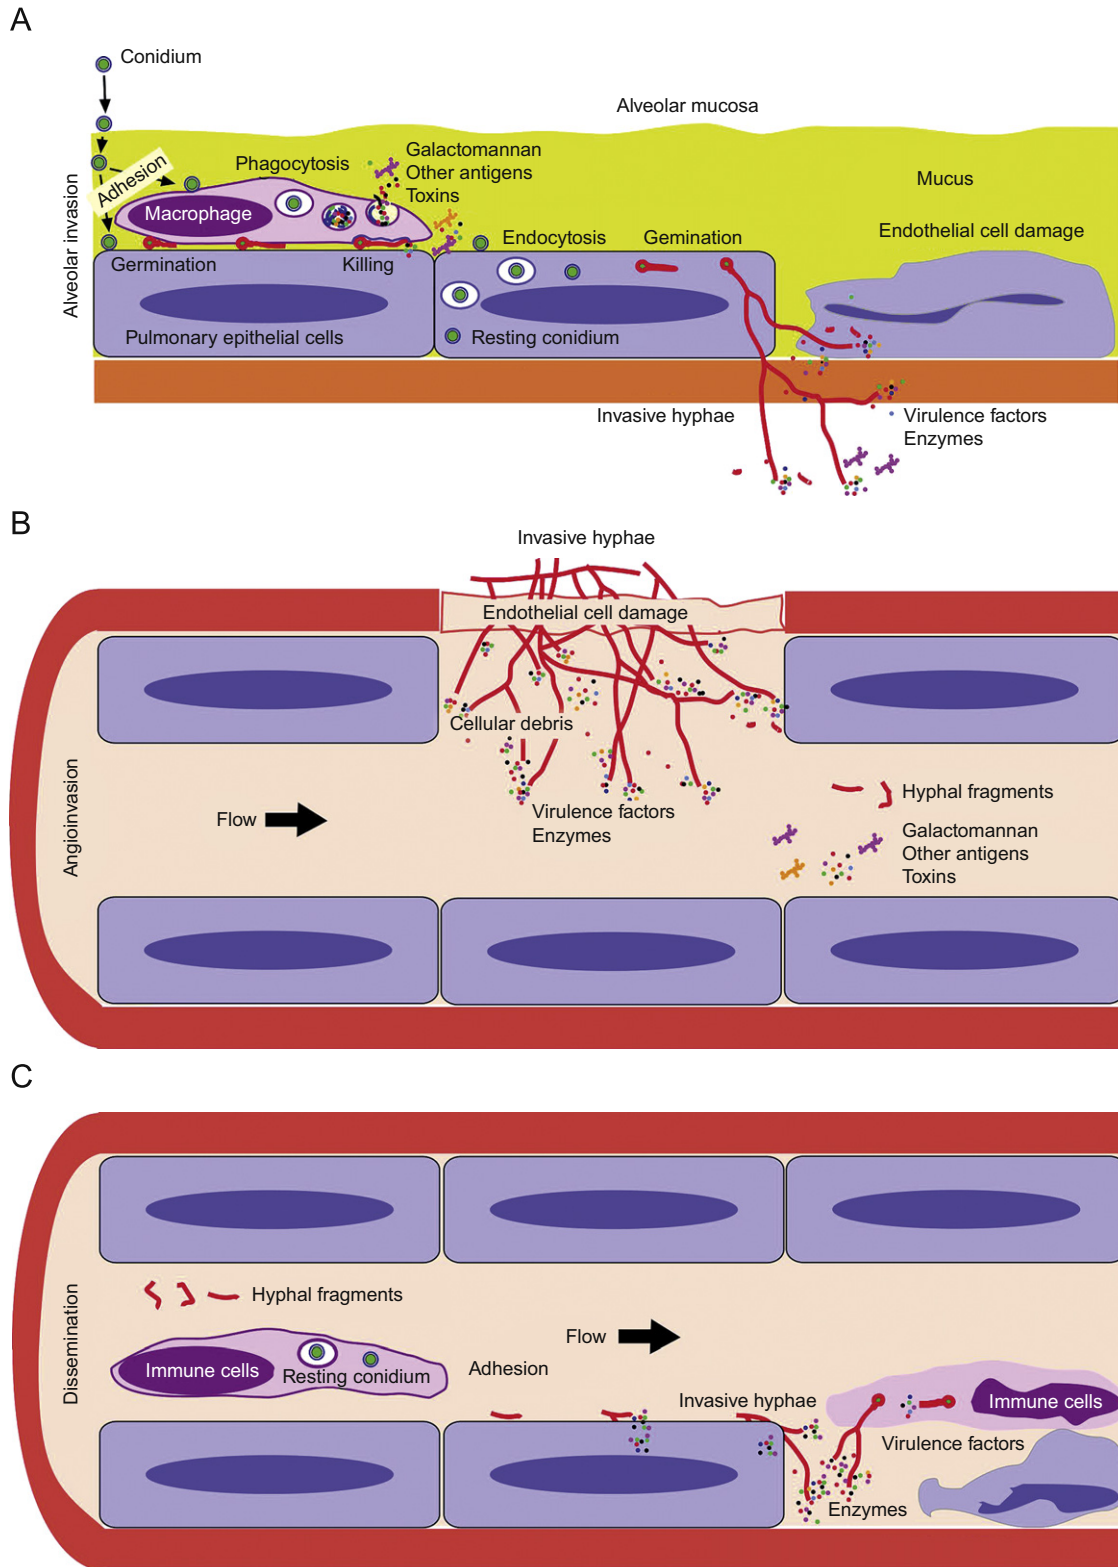 A
Conidium
Alveolar mucosa
Alveolar invasion
Adhesion
Phagocytosis
Galactomannan
Other antigens
Toxins
Mucus
Macrophage
Endothelial cell damage
Endocytosis
Gemination
Germination
Killing
Pulmonary epithelial cells
Resting conidium
Invasive hyphae
Virulence factors
Enzymes
B
Invasive hyphae
Endothelial cell damage
Cellular debris
Angioinvasion
Flow
Virulence factors
Enzymes
Hyphal fragments
Galactomannan
Other antigens
Toxins
C
Dissemination
Hyphal fragments
Flow
Immune cells
Resting conidium
Adhesion
Invasive hyphae
Immune cells
Virulence factors
Enzymes